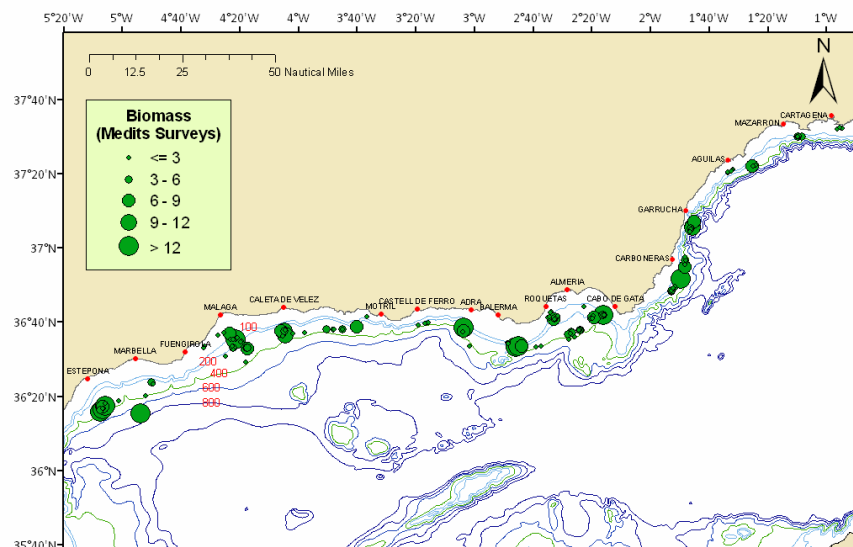 5°20'W 5°W 4°40'W 4°20'W 4°W 3°40'W 3°20'W 3°W 2°40'W 2°20'W 2°W 1°40'W 1°20'W 1°W
0 12.5 25 50 Nautical Miles
N
37°40'N
37°20'N
37°N
36°40'N
36°20'N
36°N
35°40'N
Biomass
(Medits Surveys)
<= 3
3 - 6
6 - 9
9 - 12
> 12
CARTAGENA
MAZARRON
AGUILAS
GARRUCHA
CARBONERAS
ALMERIA
ROQUETAS
CABO DE GATA
BALERMA
ADRA
CASTELL DE FERRO
MOTRIL
CALETA DE VELEZ
MALAGA
FUENGIROLA
MARBELLA
ESTEPONA
100
200
400
600
800